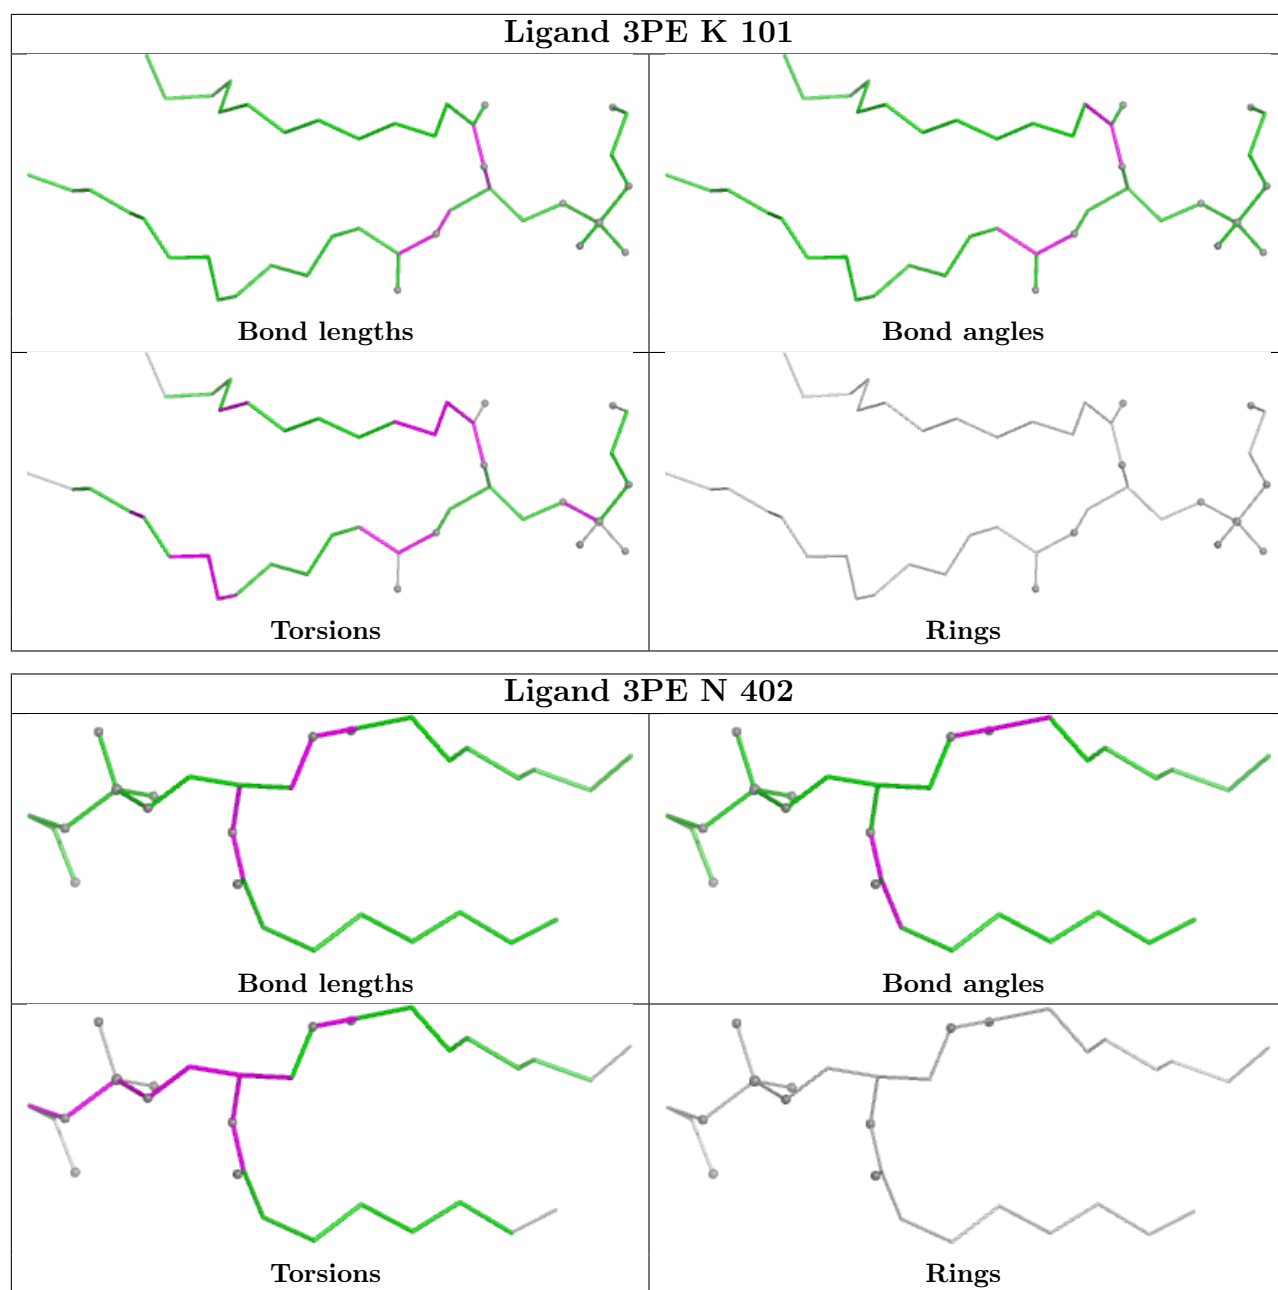 Ligand 3PE K 101
Bond lengths
Bond angles
Torsions
Rings
Ligand 3PE N 402
Bond lengths
Bond angles
Torsions
Rings